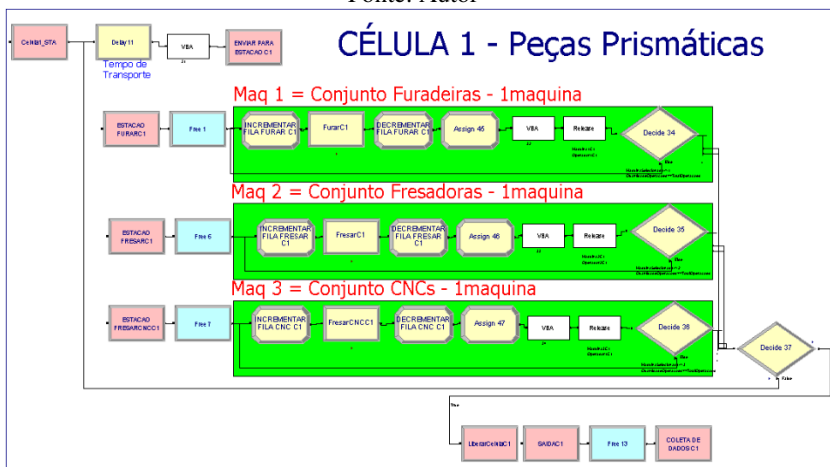 Fonte: Autor
CÉLULA 1 - Peças Prismáticas
Celula1_STA
Delay11
VBA
ENVIAR PARA
ESTACAO C1
Tempo de
Transporte
Maq 1 = Conjunto Furadeiras - 1maquina
ESTACAO
FURARC1
Free 1
INCREMENTAR
FILA FURAR C1
FurarC1
DECREMENTAR
FILA FURAR C1
Assign 45
VBA
Release
Decide 34
Maq 2 = Conjunto Fresadoras - 1maquina
ESTACAO
FRESARC1
Free 6
INCREMENTAR
FILA FRESAR
C1
FresarC1
DECREMENTAR
FILA FRESAR
C1
Assign 46
VBA
Release
Decide 35
Maq 3 = Conjunto CNCs - 1maquina
ESTACAO
FRESARCNCC1
Free 7
INCREMENTAR
FILA CNC C1
FresarCNCC1
DECREMENTAR
FILA CNC C1
Assign 47
VBA
Release
Decide 36
Decide 37
False
True
LiberarCelulaC1
SAIDAC1
Free 13
COLETA DE
DADOS C1